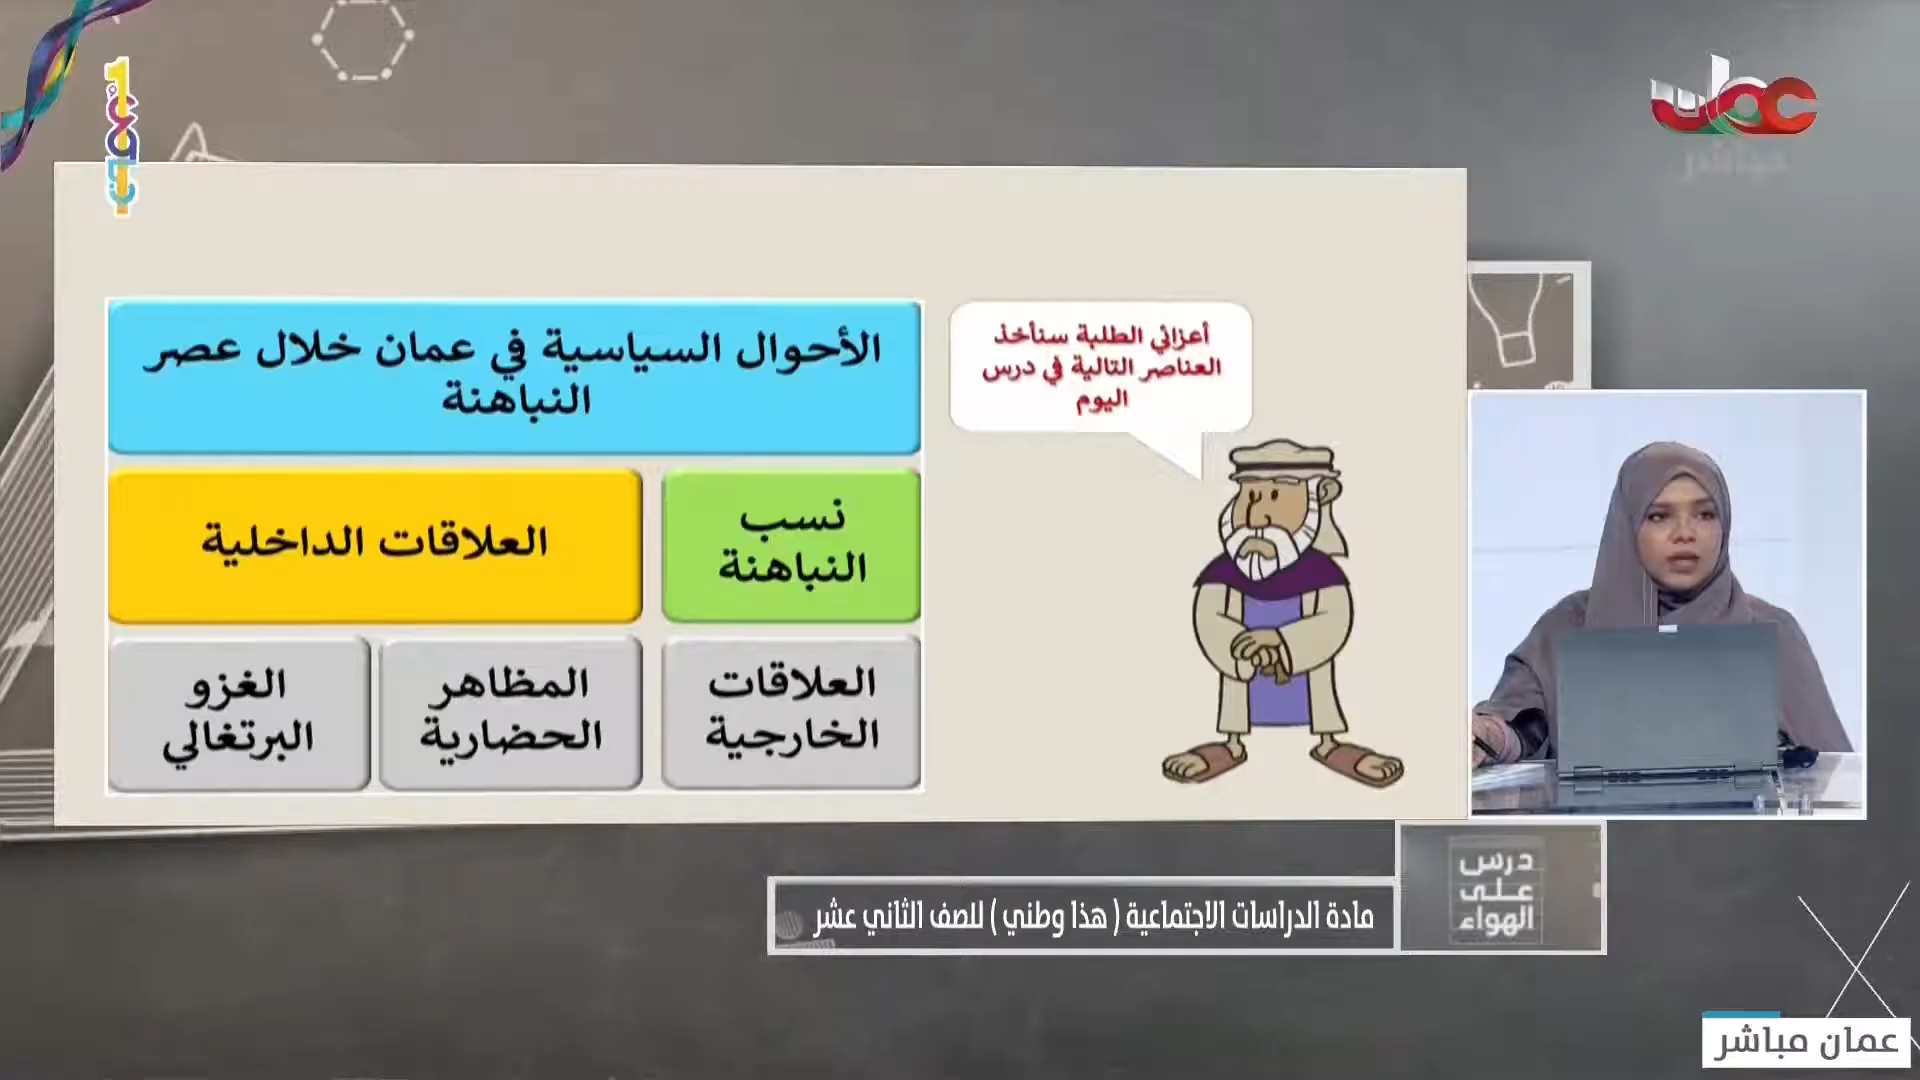 عمان
مباشر
أعزائي الطلبة سنأخذ
العناصر التالية في درس
اليوم
الأحوال السياسية في عمان خلال عصر
النباهنة
نسب
النباهنة
العلاقات الداخلية
العلاقات
الخارجية
المظاهر
الحضارية
الغزو
البرتغالي
درس
على
الهواء
مادة الدراسات الاجتماعية ( هذا وطني ) للصف الثاني عشر
عمان مباشر